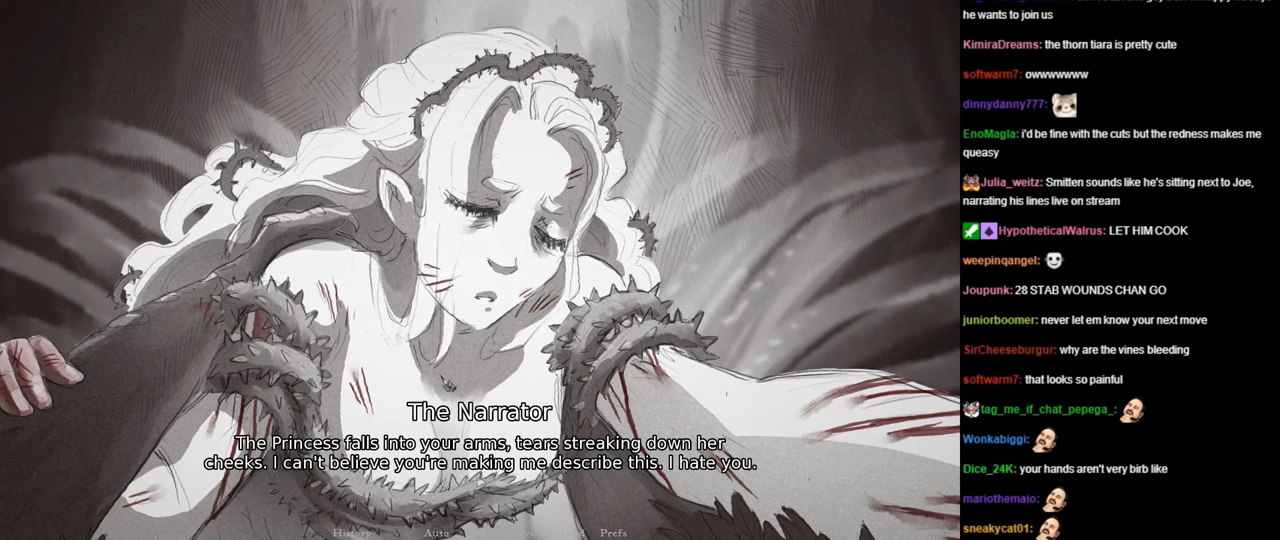 The Narrator
The Princess falls into your arms, tears streaking down her
cheeks. I can't believe you're making me describe this. I hate you.
History Auto Prefs
he wants to join us
KimiraDreams: the thorn tiara is pretty cute
softwarm7: owwwwwww
dinnydanny777:
EnoMagla: i'd be fine with the cuts but the redness makes me
queasy
Julia_weitz: Smitten sounds like he's sitting next to Joe,
narrating his lines live on stream
HypotheticalWalrus: LET HIM COOK
weepinqangel:
Joupunk: 28 STAB WOUNDS CHAN GO
juniorboomer: never let em know your next move
SirCheeseburgur: why are the vines bleeding
softwarm7: that looks so painful
tag_me_if_chat_pepega_:
Wonkabiggi:
Dice_24K: your hands aren't very birb like
mariothemaio:
sneakycat01: